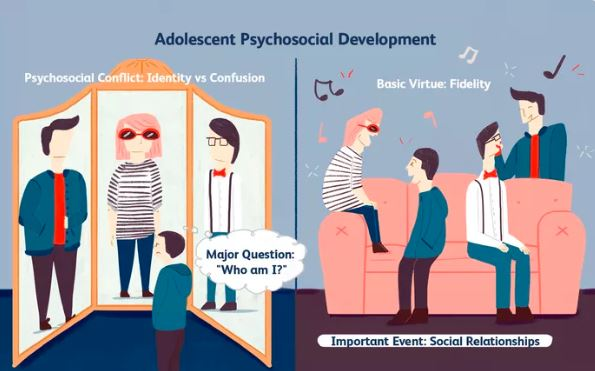 Adolescent Psychosocial Development
Psychosocial Conflict: Identity vs Confusion
Basic Virtue: Fidelity
Major Question:
"Who am I?"
Important Event: Social Relationships